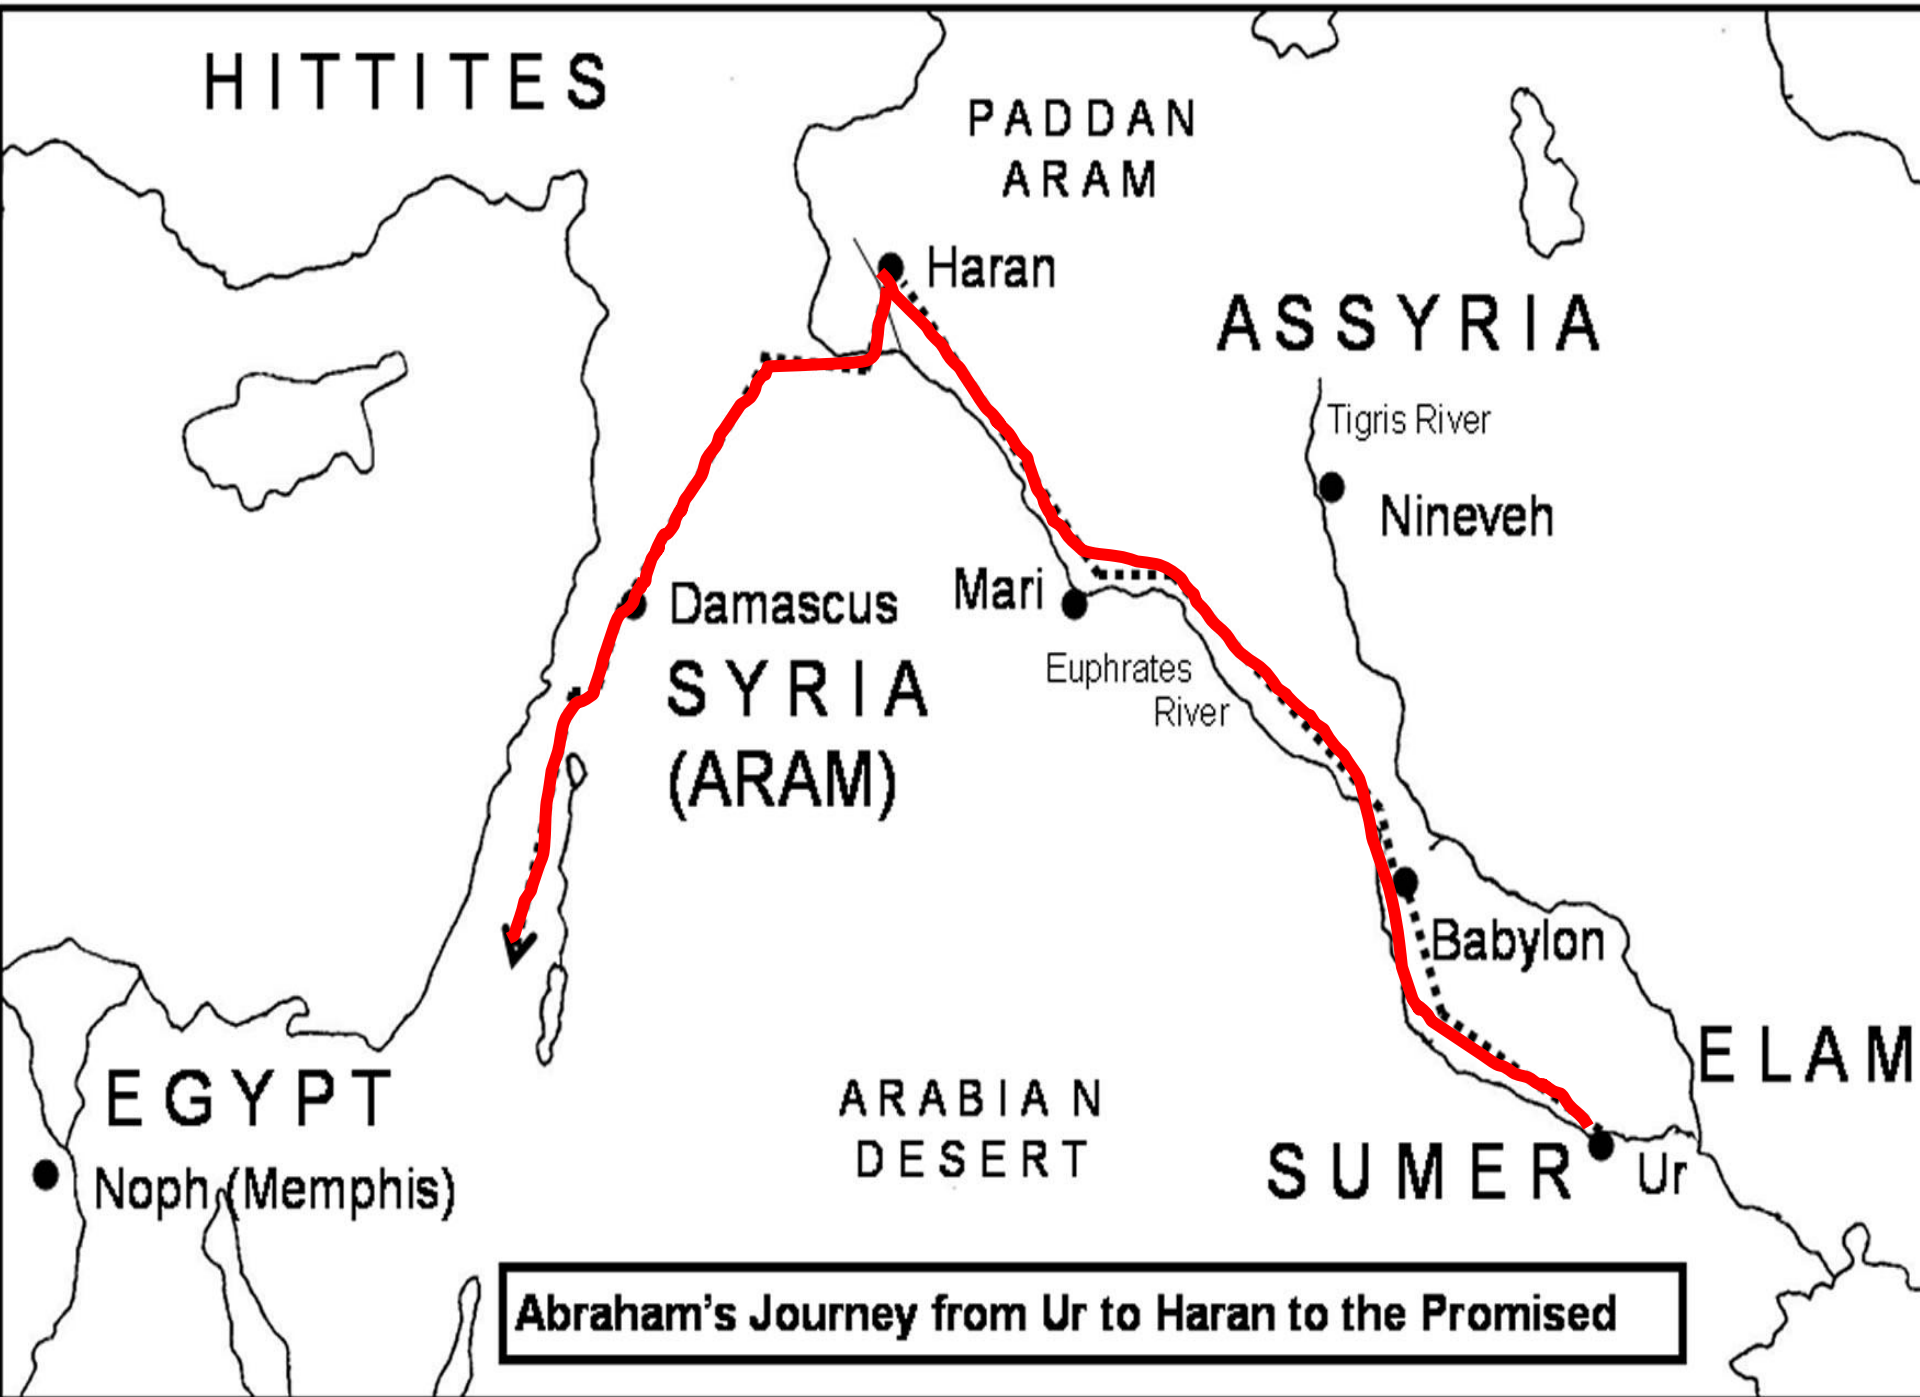 HITTITES
PADDAN
ARAM
Haran
ASSYRIA
Tigris River
Nineveh
Mari
Damascus
SYRIA
(ARAM)
Euphrates
River
Babylon
ELAM
EGYPT
Noph (Memphis)
ARABIAN
DESERT
SUMER
Ur
Abraham's Journey from Ur to Haran to the Promised